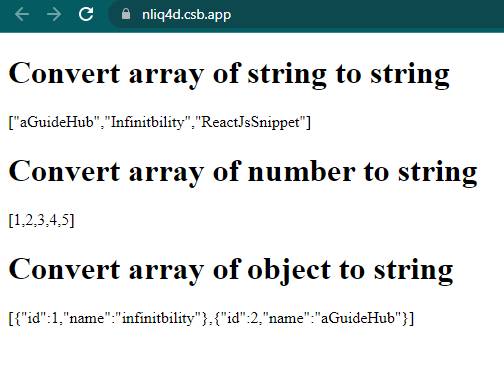 nliq4d.csb.app
Convert array of string to string
["aGuideHub","Infinitbility","ReactJsSnippet"]
Convert array of number to string
[1,2,3,4,5]
Convert array of object to string
[{"id":1,"name":"infinitbility"},{"id":2,"name":"aGuideHub"}]